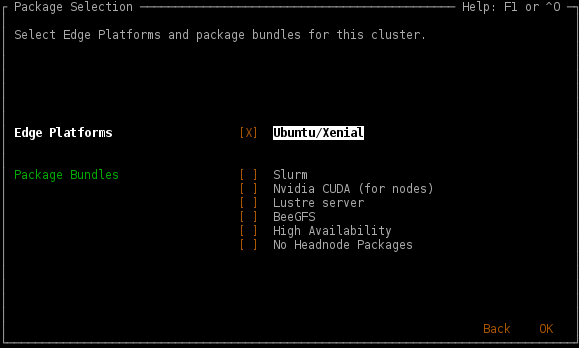 Package Selection Help: F1 or ^O
Select Edge Platforms and package bundles for this cluster.
Edge Platforms [X] Ubuntu/Xenial
Package Bundles [ ] Slurm
[ ] Nvidia CUDA (for nodes)
[ ] Lustre server
[ ] BeeGFS
[ ] High Availability
[ ] No Headnode Packages
Back OK